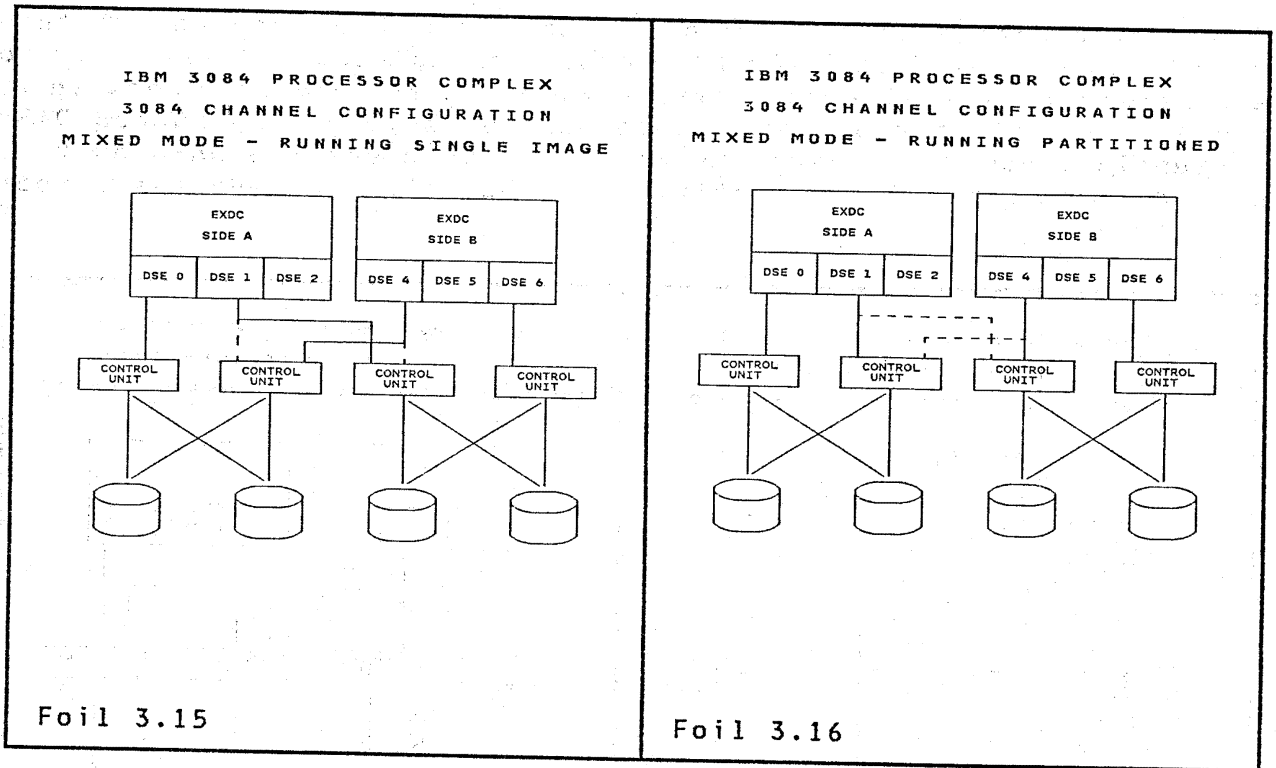 IBM 3084 PROCESSOR COMPLEX
3084 CHANNEL CONFIGURATION
MIXED MODE - RUNNING SINGLE IMAGE
EXDC
SIDE A
EXDC
SIDE B
DSE 0
DSE 1
DSE 2
DSE 4
DSE 5
DSE 6
CONTROL
UNIT
CONTROL
UNIT
CONTROL
UNIT
CONTROL
UNIT
Foil 3.15
IBM 3084 PROCESSOR COMPLEX
3084 CHANNEL CONFIGURATION
MIXED MODE - RUNNING PARTITIONED
EXDC
SIDE A
EXDC
SIDE B
DSE 0
DSE 1
DSE 2
DSE 4
DSE 5
DSE 6
CONTROL
UNIT
CONTROL
UNIT
CONTROL
UNIT
CONTROL
UNIT
Foil 3.16